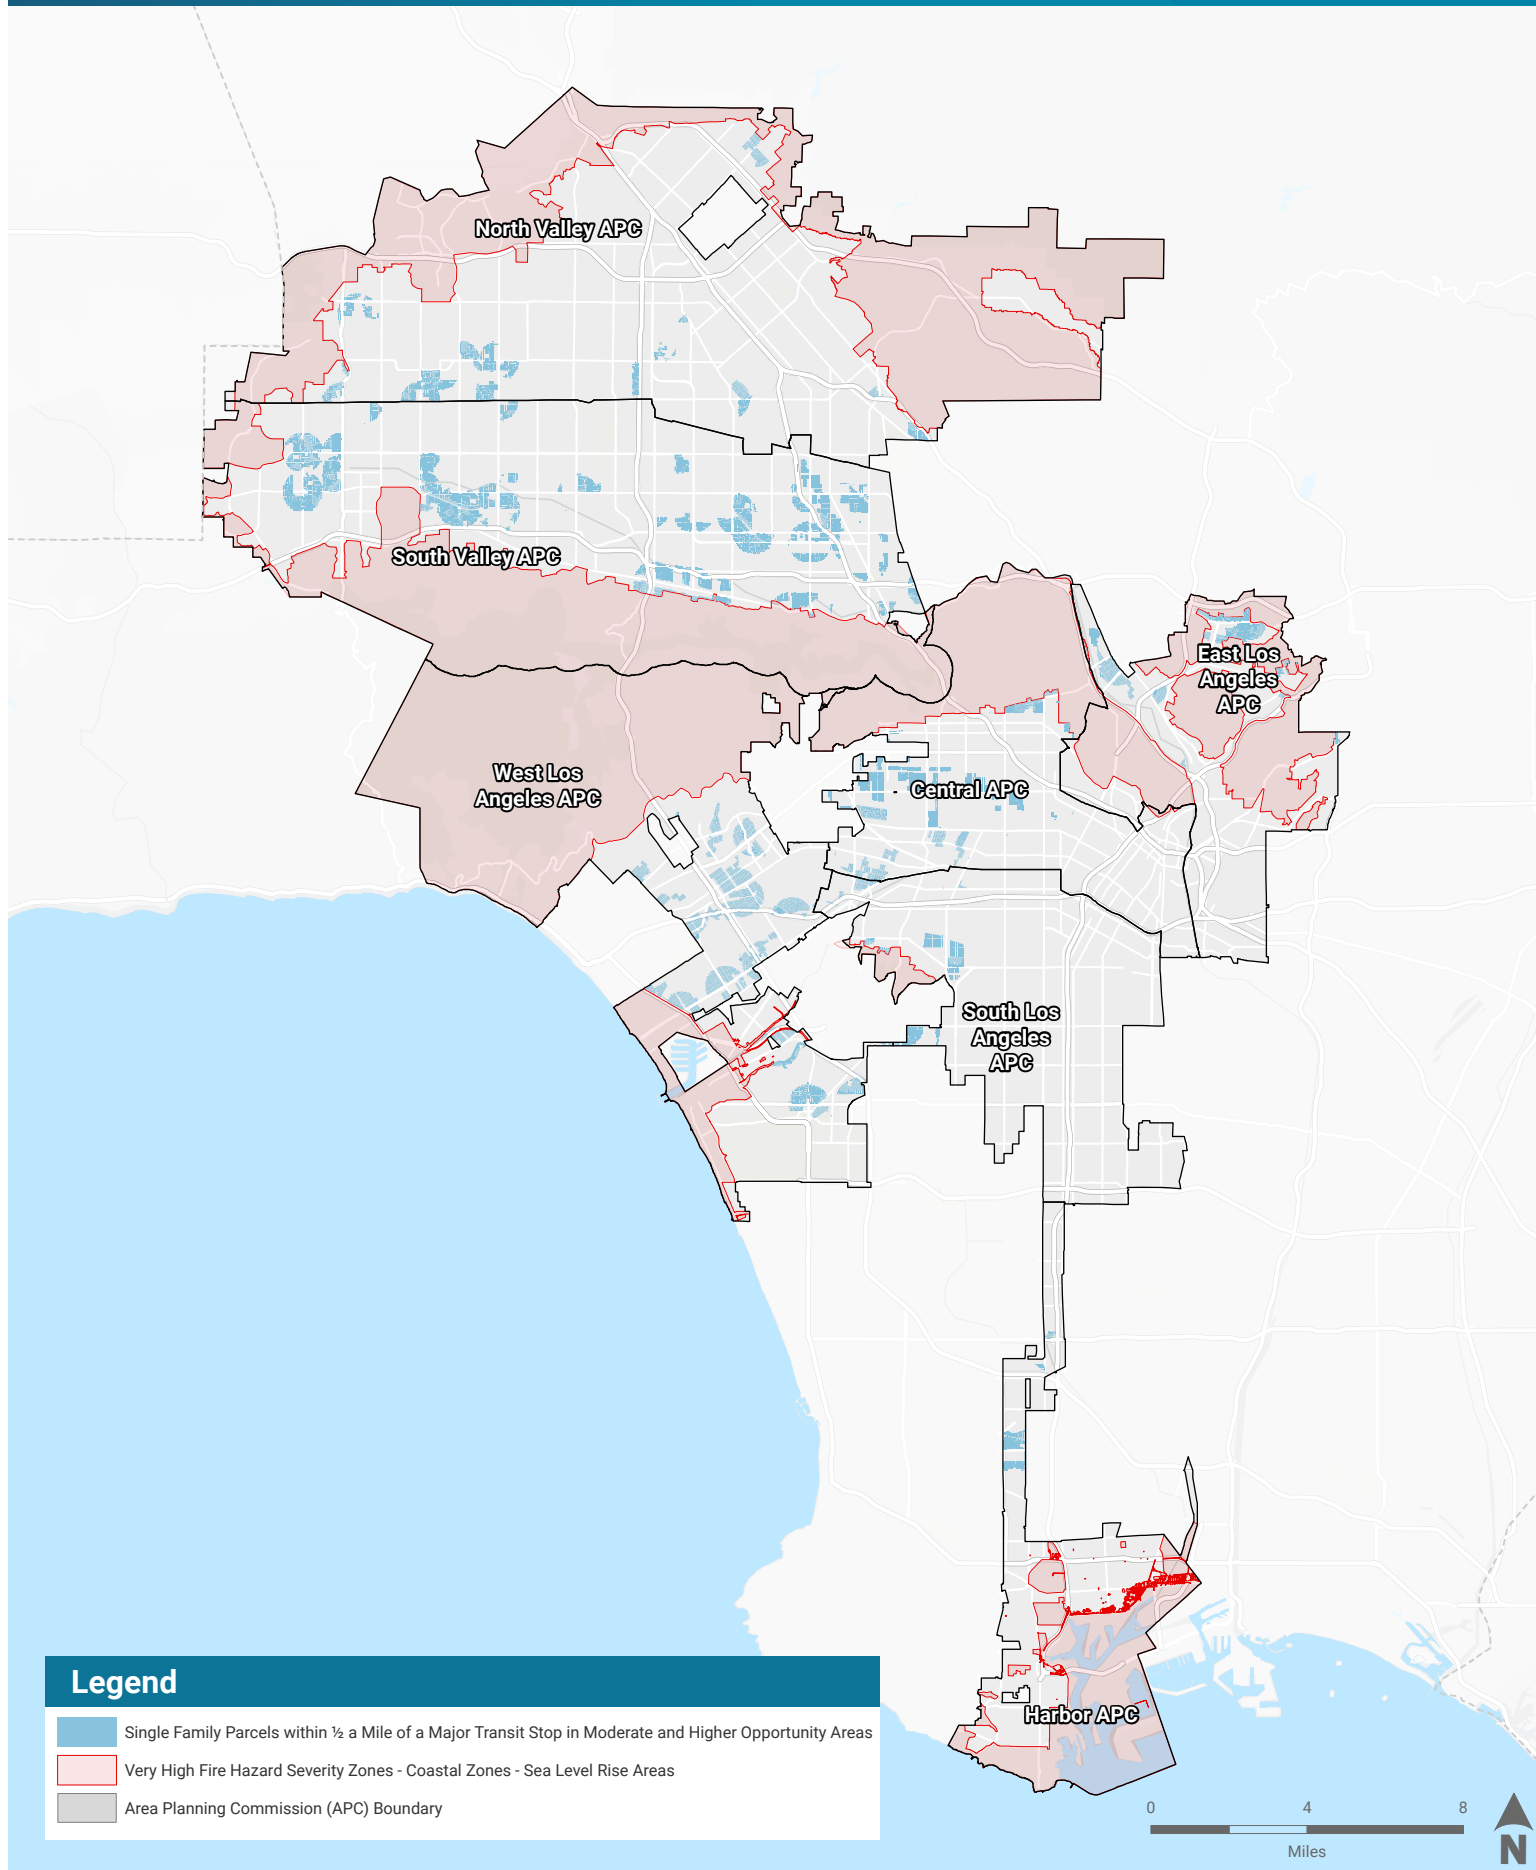 North Valley APC
South Valley APC
East Los
Angeles
APC
West Los
Angeles APC
Central APC
South Los
Angeles
APC
Harbor APC
Legend
Single Family Parcels within ½ a Mile of a Major Transit Stop in Moderate and Higher Opportunity Areas
Very High Fire Hazard Severity Zones - Coastal Zones - Sea Level Rise Areas
Area Planning Commission (APC) Boundary
0 4 8
Miles
N